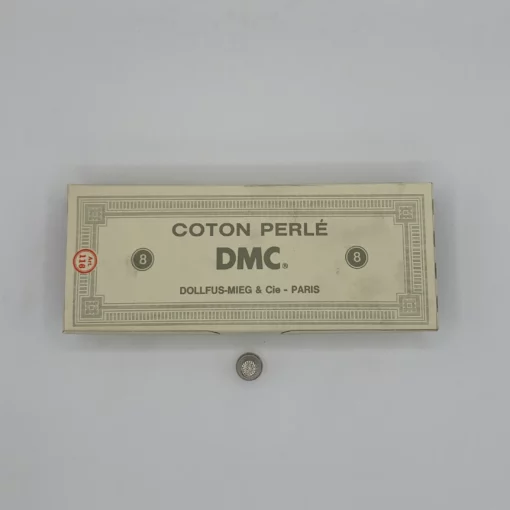 COTON PERLÉ
8 DMC® 8
Art. 116
DOLLFUS-MIEG & Cie - PARIS